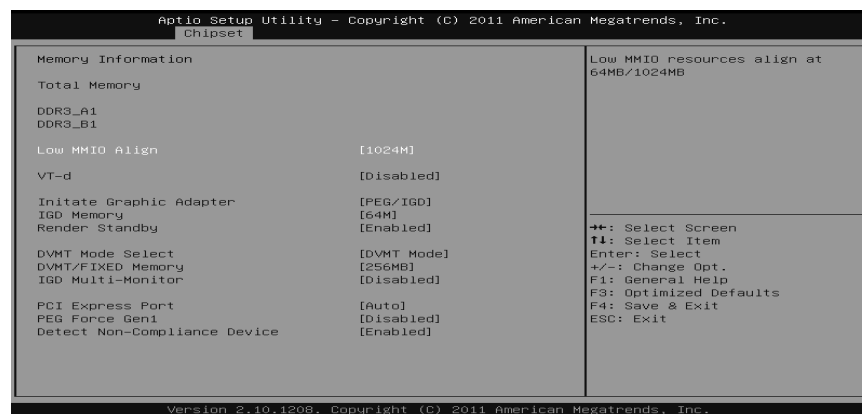 Aptio Setup Utility - Copyright (C) 2011 American Megatrends, Inc.
Chipset
Memory Information
Total Memory
DDR3_A1
DDR3_B1
Low MMIO Align [1024M]
VT-d [Disabled]
Initate Graphic Adapter [PEG/IGD]
IGD Memory [64M]
Render Standby [Enabled]
DVMT Mode Select [DVMT Mode]
DVMT/FIXED Memory [256MB]
IGD Multi-Monitor [Disabled]
PCI Express Port [Auto]
PEG Force Gen1 [Disabled]
Detect Non-Compliance Device [Enabled]
Low MMIO resources align at
64MB/1024MB
→←: Select Screen
↑↓: Select Item
Enter: Select
+/-: Change Opt.
F1: General Help
F3: Optimized Defaults
F4: Save & Exit
ESC: Exit
Version 2.10.1208. Copyright (C) 2011 American Megatrends, Inc.